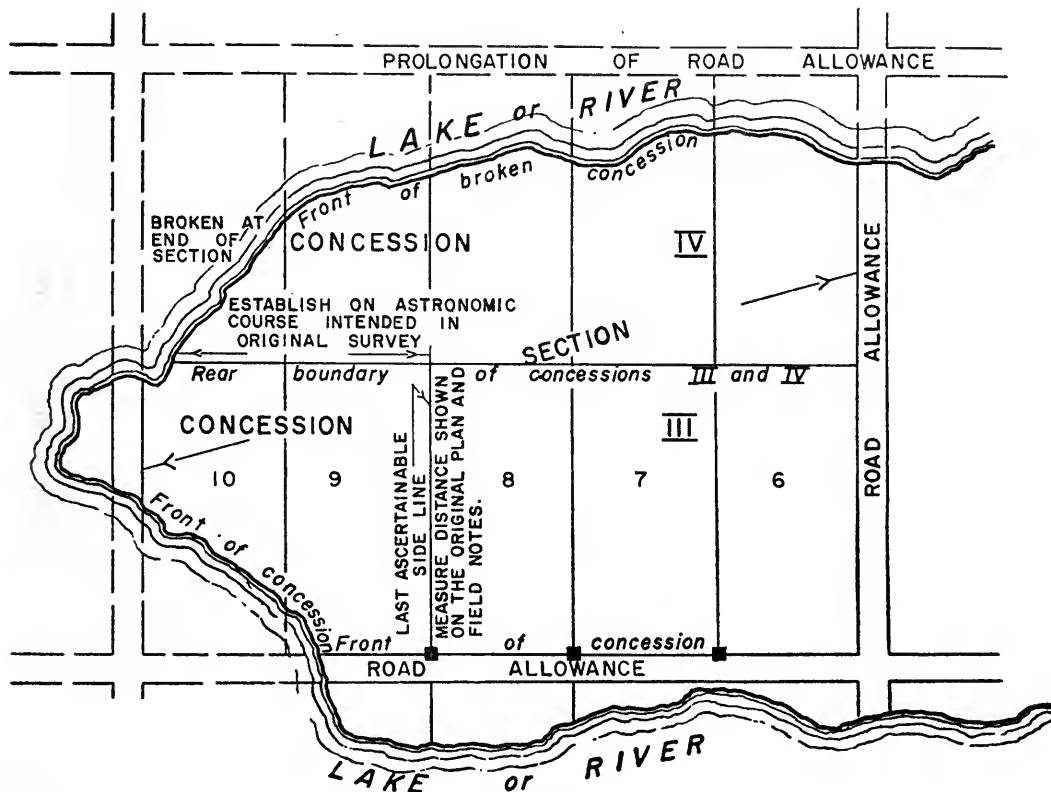 PROLONGATION OF ROAD ALLOWANCE
LAKE or RIVER
Front of broken concession
BROKEN AT
END OF
SECTION
CONCESSION IV
ROAD ALLOWANCE
ESTABLISH ON ASTRONOMIC
COURSE INTENDED IN
ORIGINAL SURVEY
SECTION
Rear boundary of concessions III and IV
CONCESSION III
10 9 8 7 6
LAST ASCERTAINABLE
SIDE LINE
MEASURE DISTANCE SHOWN
ON THE ORIGINAL PLAN AND
FIELD NOTES.
Front of concession
Front of concession
ROAD ALLOWANCE
LAKE or RIVER